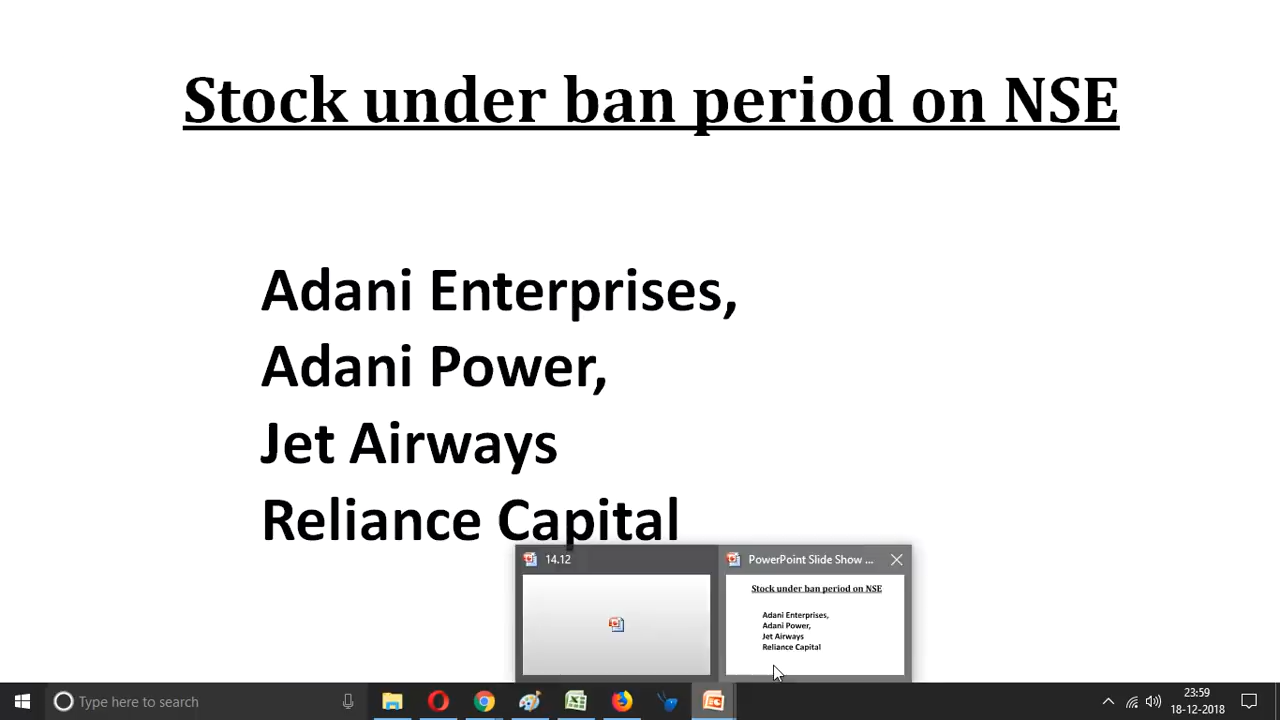 Stock under ban period on NSE
Adani Enterprises,
Adani Power,
Jet Airways
Reliance Capital
14.12
PowerPoint Slide Show ...
Stock under ban period on NSE
Adani Enterprises,
Adani Power,
Jet Airways
Reliance Capital
Type here to search
23:59
18-12-2018